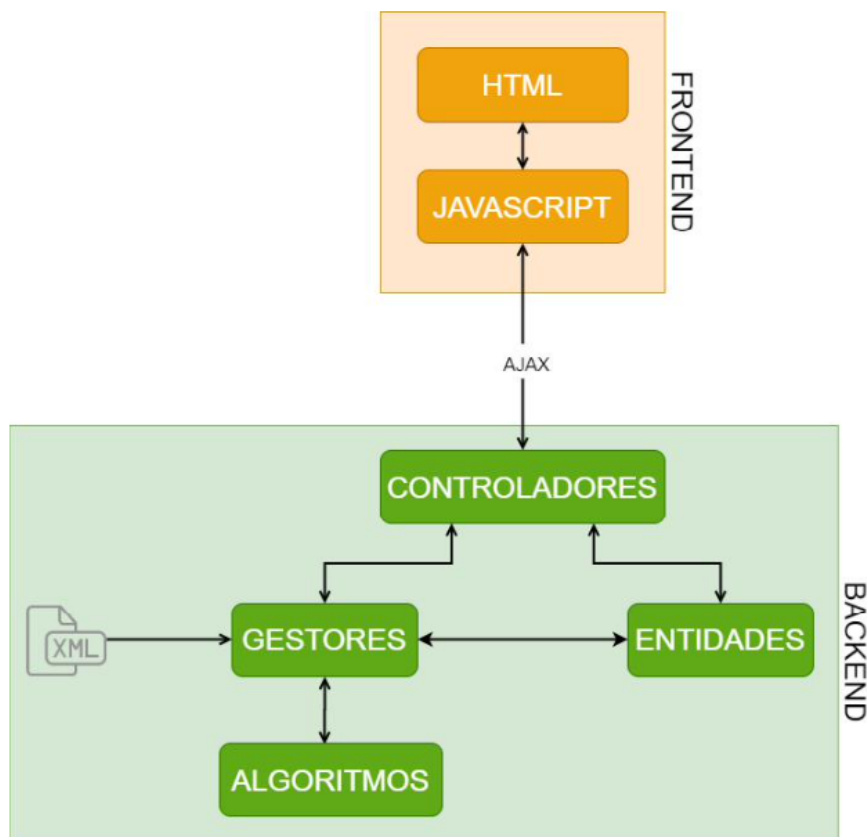 HTML
FRONTEND
JAVASCRIPT
AJAX
CONTROLADORES
BACKEND
XML
GESTORES
ENTIDADES
ALGORITMOS